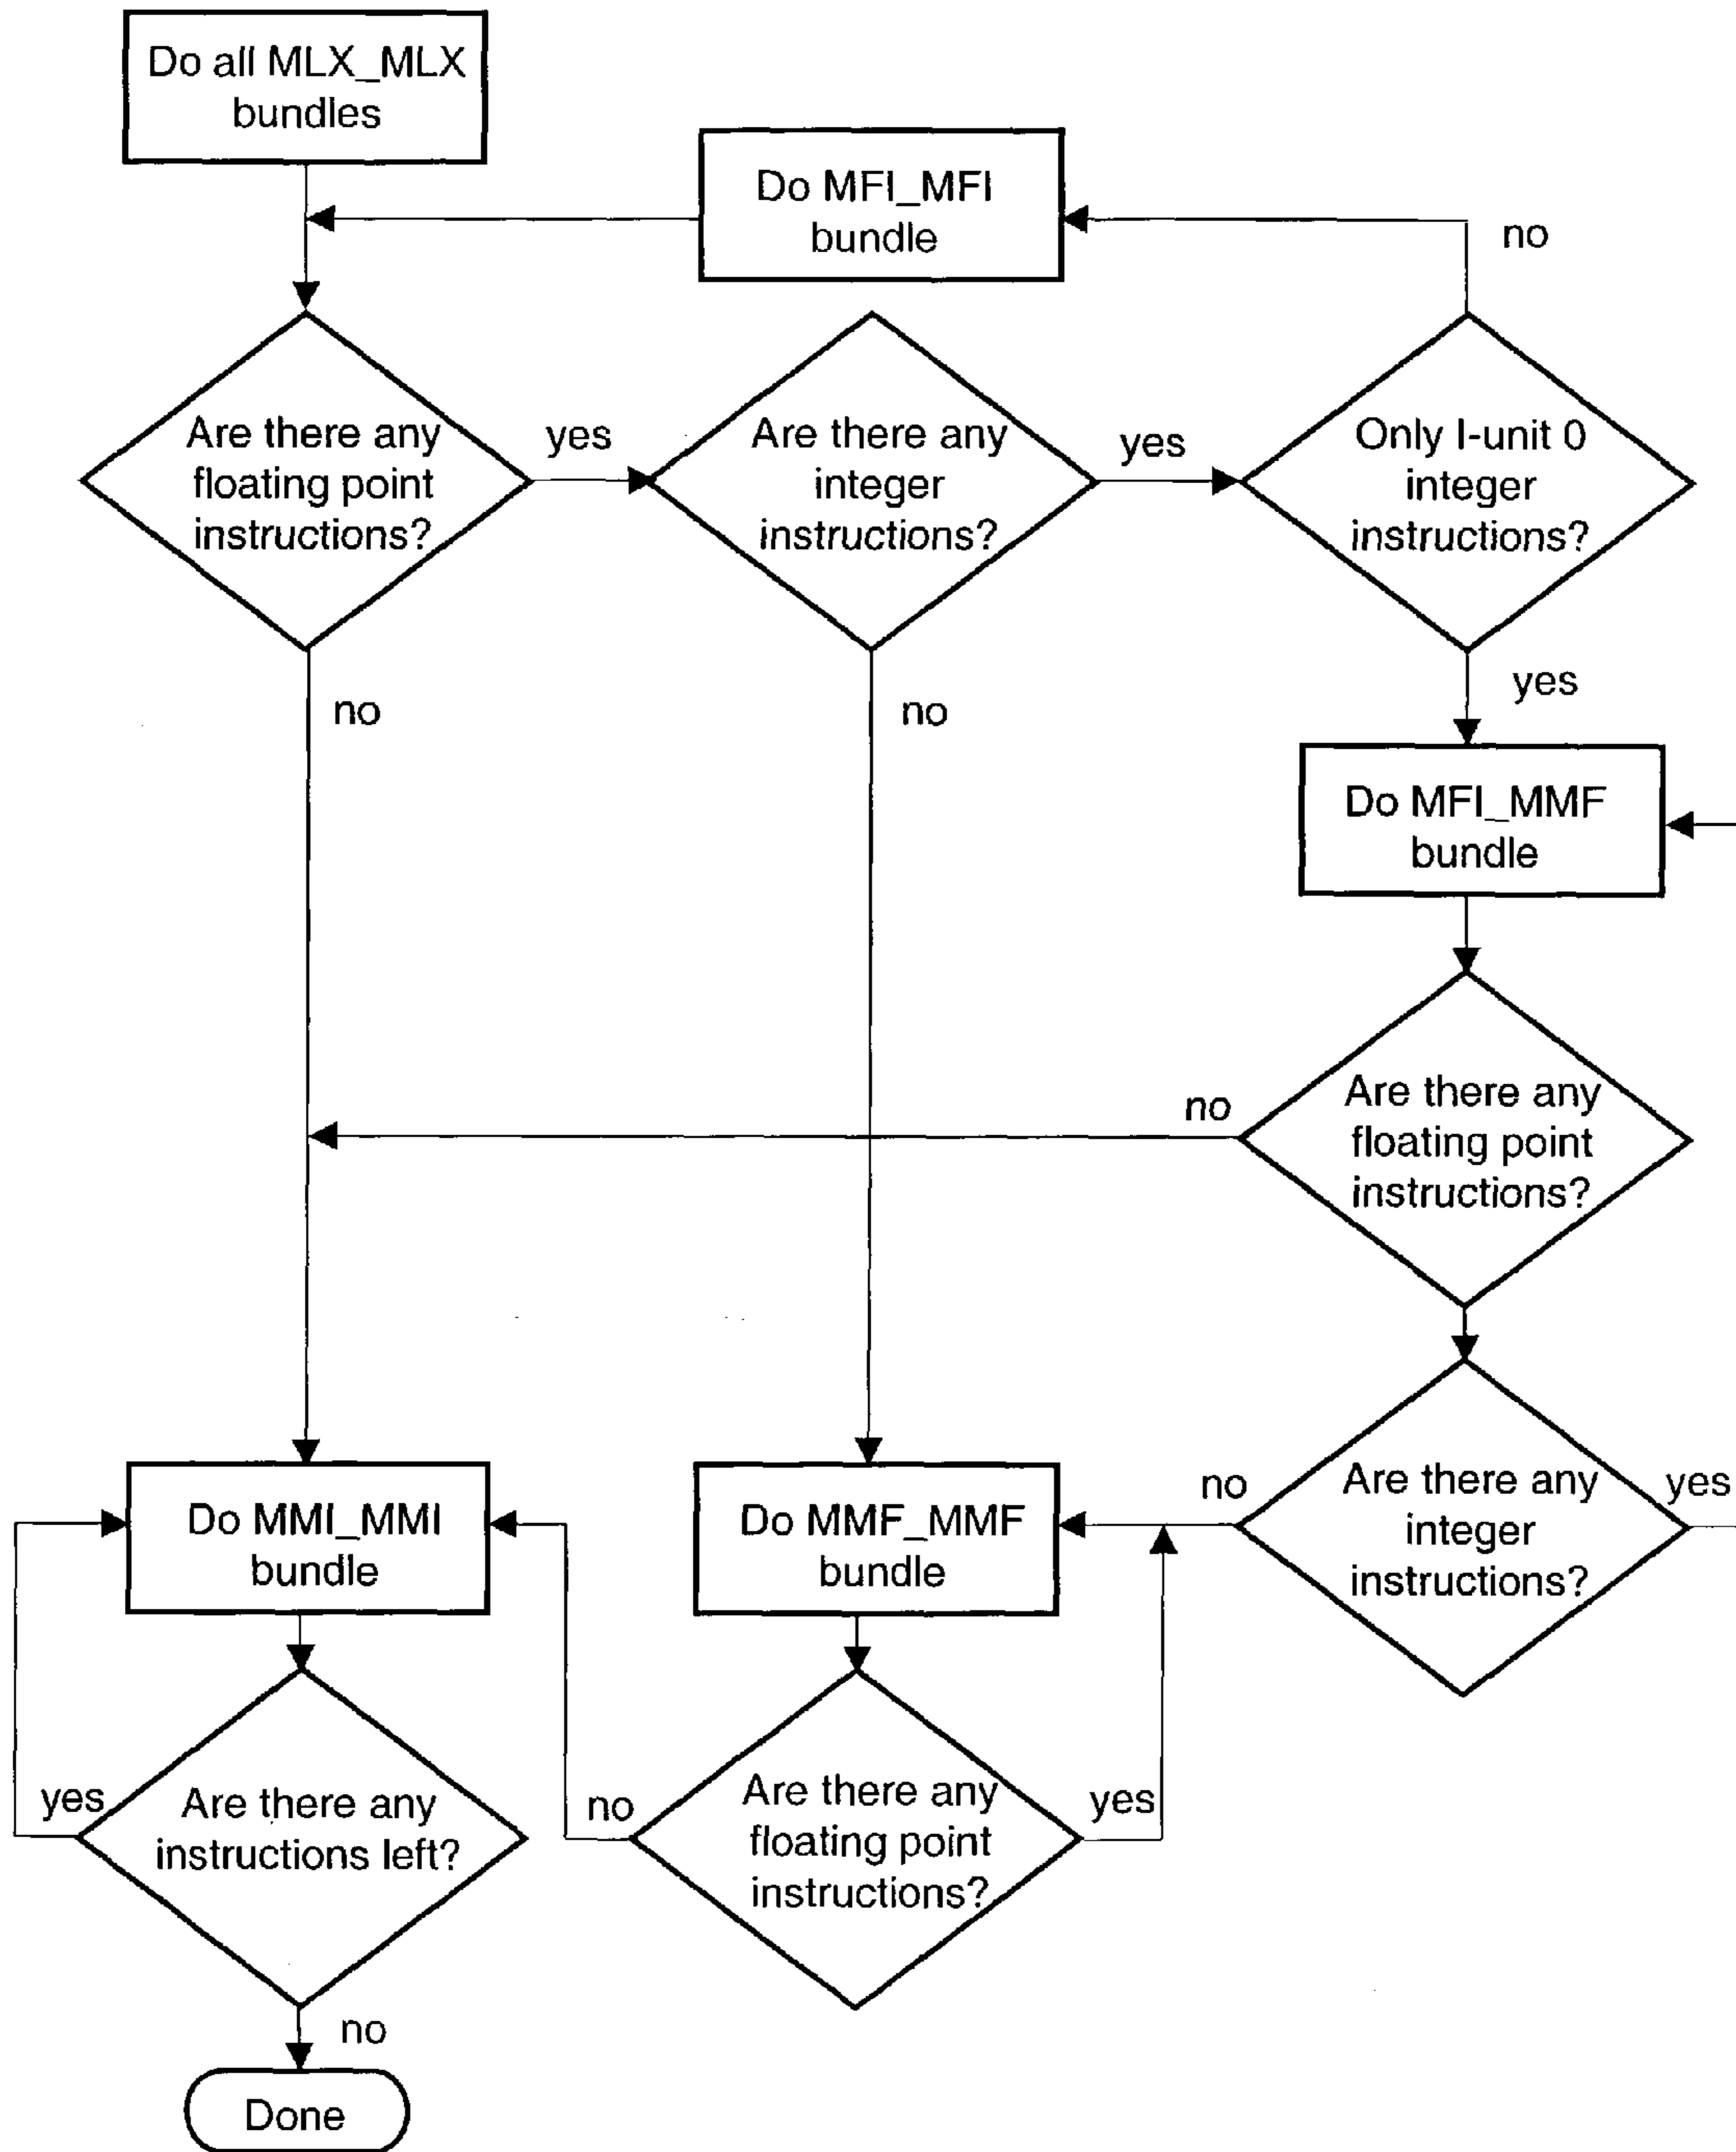 Do all MLX_MLX
bundles
Do MFI_MFI
bundle
no
Are there any
floating point
instructions?
yes
Are there any
integer
instructions?
yes
Only I-unit 0
integer
instructions?
no
no
yes
Do MFI_MMF
bundle
no
Are there any
floating point
instructions?
Do MMI_MMI
bundle
Do MMF_MMF
bundle
no
Are there any
integer
instructions?
yes
yes
Are there any
instructions left?
no
Are there any
floating point
instructions?
yes
no
Done